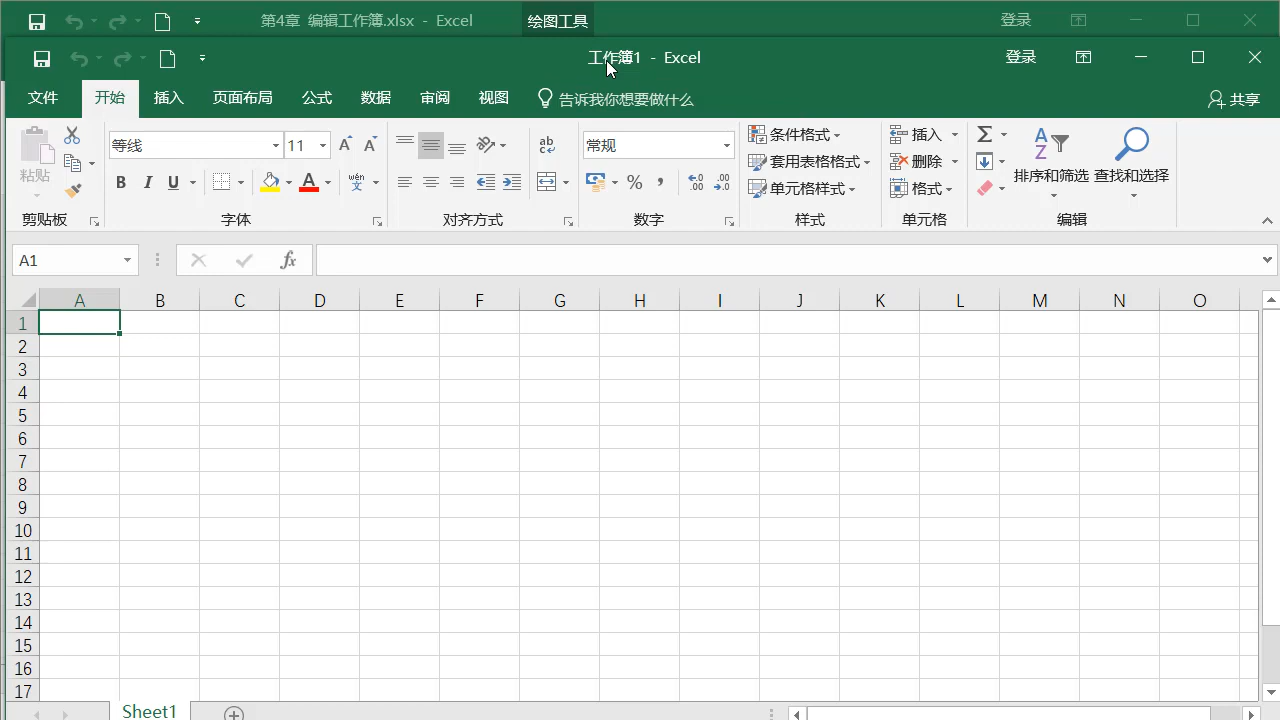 第4章 编辑工作簿.xlsx - Excel 绘图工具 登录
工作簿1 - Excel 登录
文件 开始 插入 页面布局 公式 数据 审阅 视图 告诉我你想要做什么 共享
粘贴
等线 11
常规
B I U A wén 文 % ,
ab c
A Z
Σ
.00 .0
条件格式
套用表格格式
单元格样式
插入
删除
格式
排序和筛选 查找和选择
剪贴板 字体 对齐方式 数字 样式 单元格 编辑
A1 fx
A B C D E F G H I J K L M N O
1
2
3
4
5
6
7
8
9
10
11
12
13
14
15
16
17
Sheet1